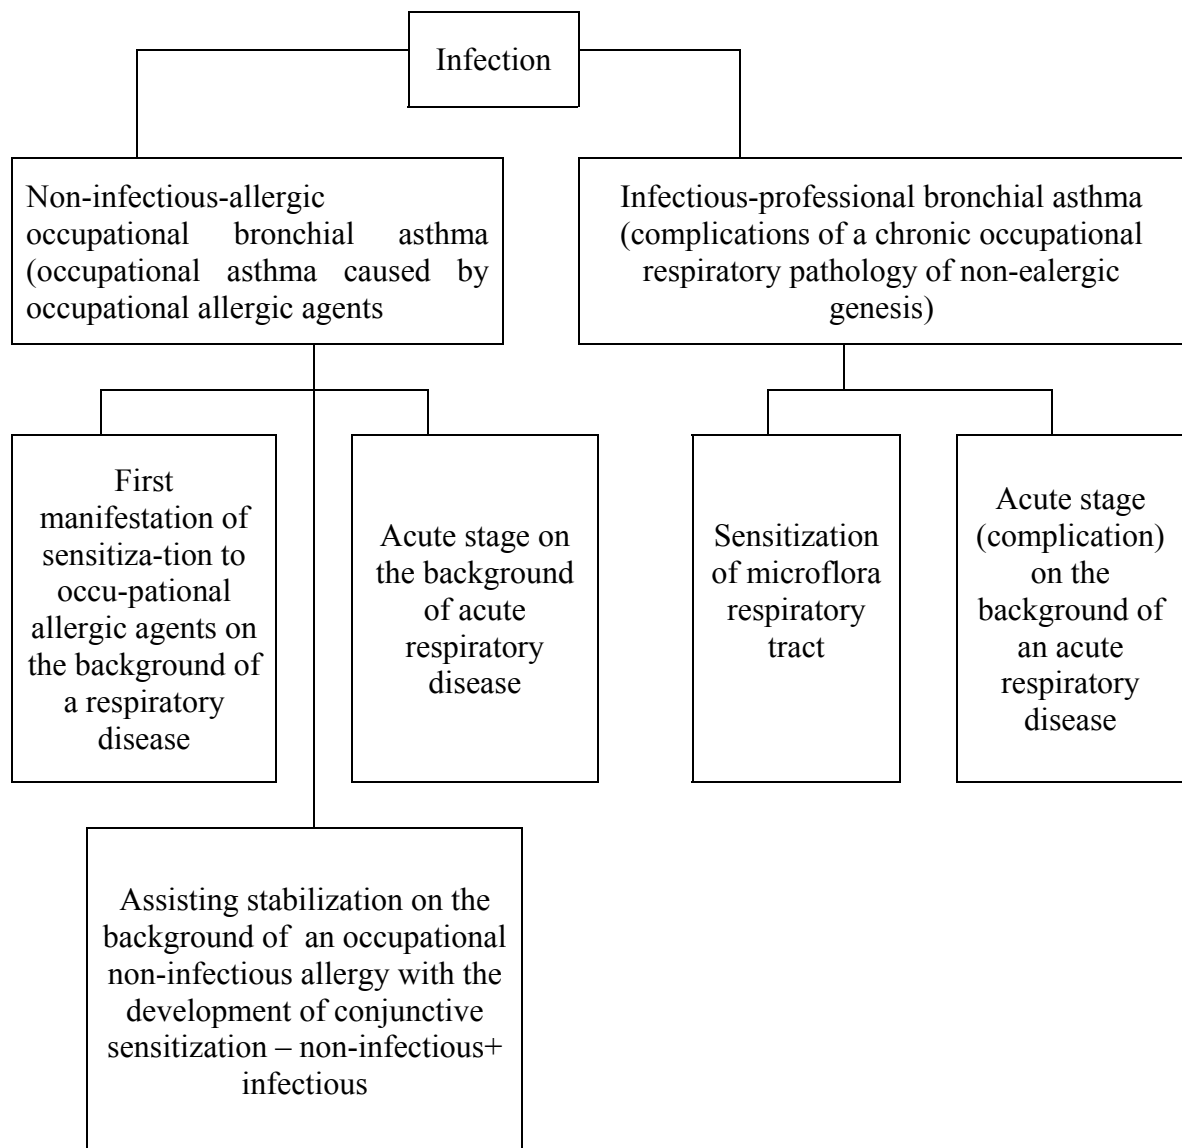 Infection
Non-infectious-allergic
occupational bronchial asthma
(occupational asthma caused by
occupational allergic agents
Infectious-professional bronchial asthma
(complications of a chronic occupational
respiratory pathology of non-ealergic
genesis)
First
manifestation of
sensitiza-tion to
occu-pational
allergic agents on
the background of
a respiratory
disease
Acute stage on
the background
of acute
respiratory
disease
Sensitization
of microflora
respiratory
tract
Acute stage
(complication)
on the
background of
an acute
respiratory
disease
Assisting stabilization on the
background of an occupational
non-infectious allergy with the
development of conjunctive
sensitization – non-infectious+
infectious